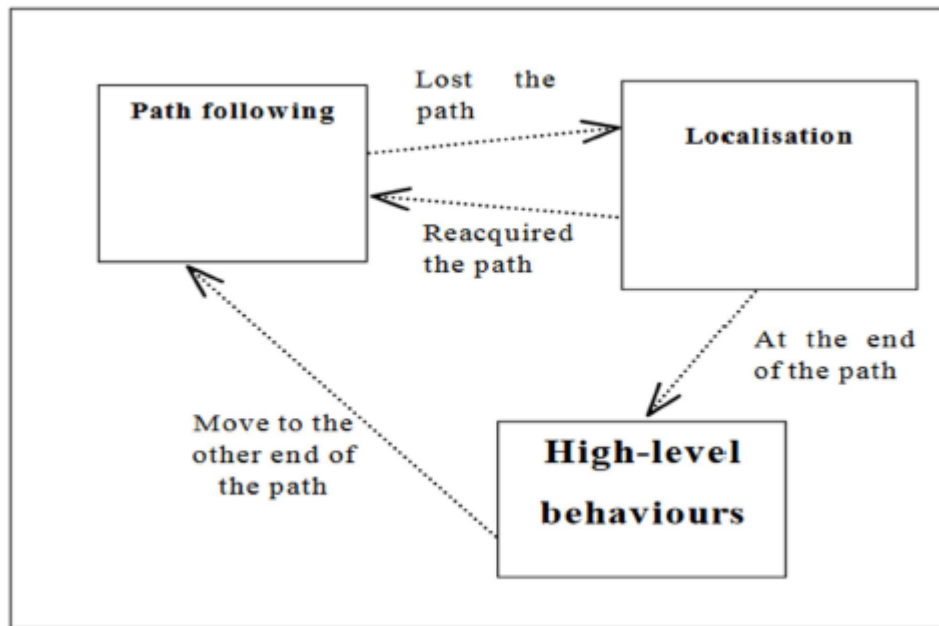 Path following
Lost the
path
Localisation
Reacquired
the path
At the end
of the path
Move to the
other end of
the path
High-level
behaviours